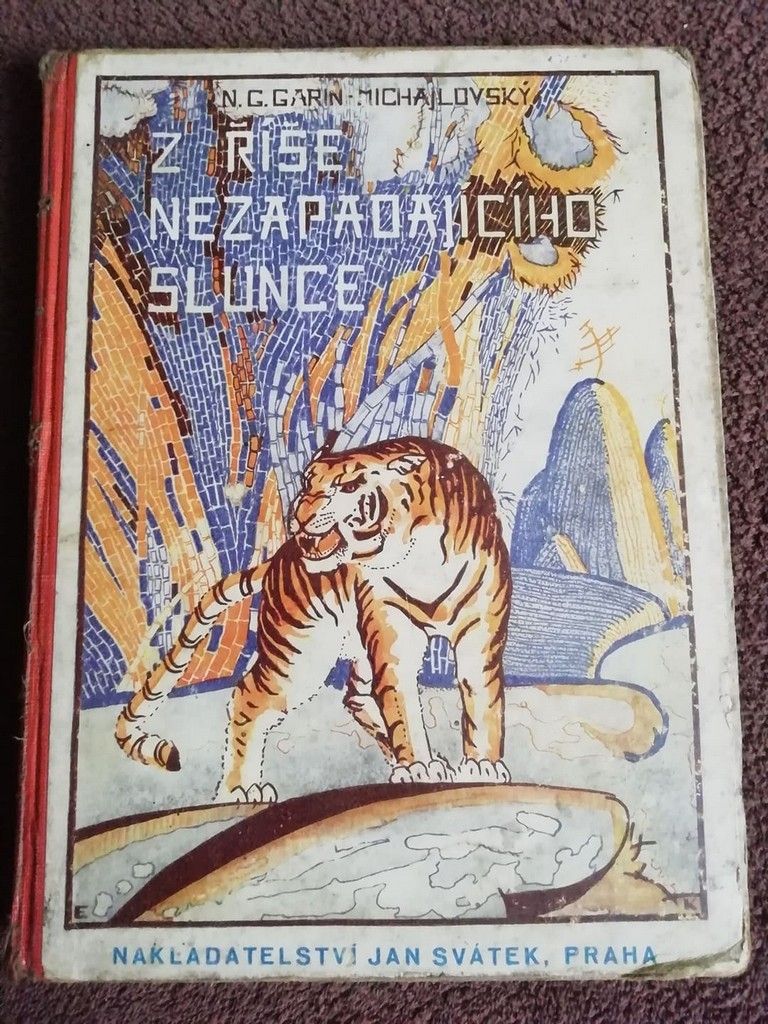 N. G. GARIN-MICHAJLOVSKÝ
Z ŘÍŠE
NEZAPADAJÍCÍHO
SLUNCE
E K
NAKLADATELSTVÍ JAN SVÁTEK, PRAHA